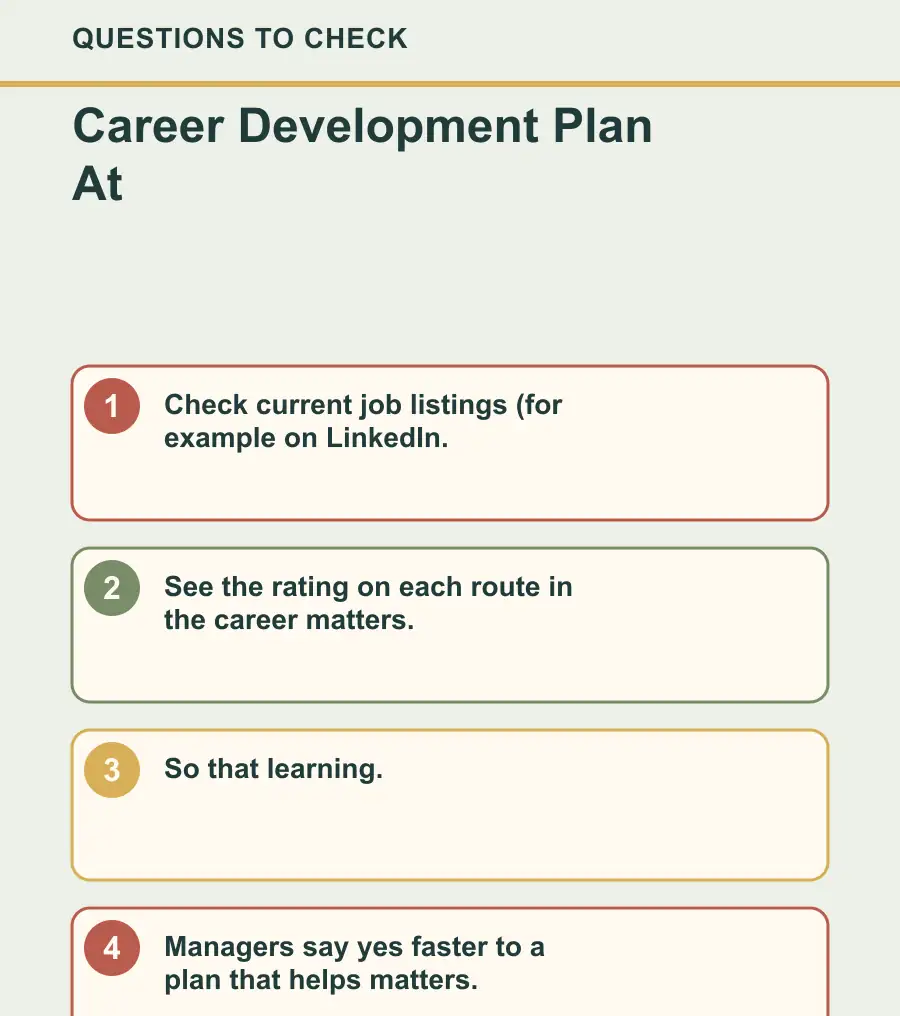 QUESTIONS TO CHECK
Career Development Plan
At
1
Check current job listings (for
example on LinkedIn.
2
See the rating on each route in
the career matters.
3
So that learning.
4
Managers say yes faster to a
plan that helps matters.